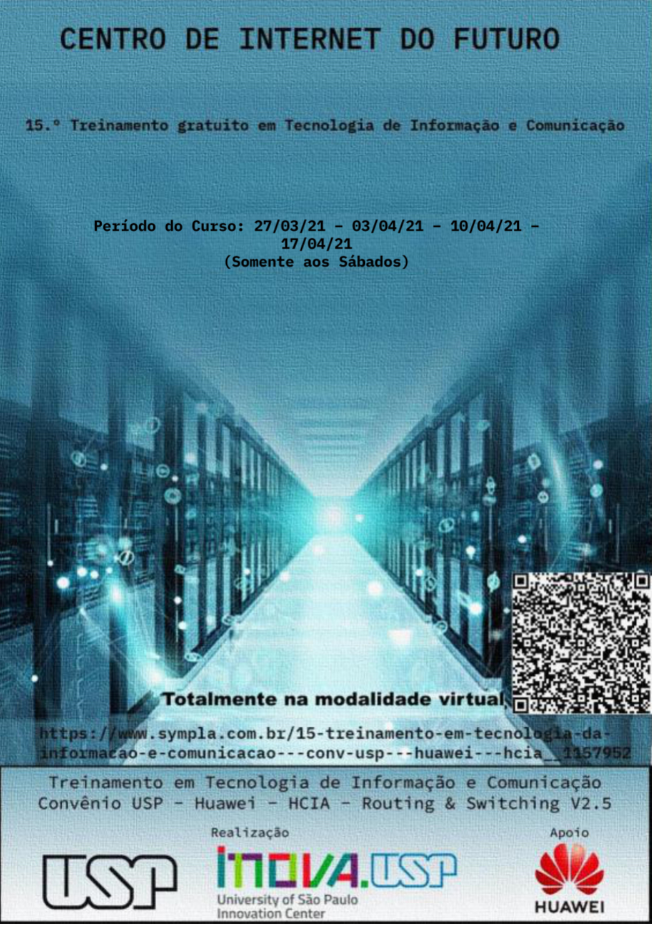 CENTRO DE INTERNET DO FUTURO
15.º Treinamento gratuito em Tecnologia de Informação e Comunicação
Período do Curso: 27/03/21 – 03/04/21 – 10/04/21 –
17/04/21
(Somente aos Sábados)
Totalmente na modalidade virtual
https://www.sympla.com.br/15-treinamento-em-tecnologia-da-
informacao-e-comunicacao---conv-usp---huawei---hcia__1157952
Treinamento em Tecnologia de Informação e Comunicação
Convênio USP – Huawei – HCIA – Routing & Switching V2.5
Realização
Apoio
USP
INOVA.USP
University of São Paulo
Innovation Center
HUAWEI